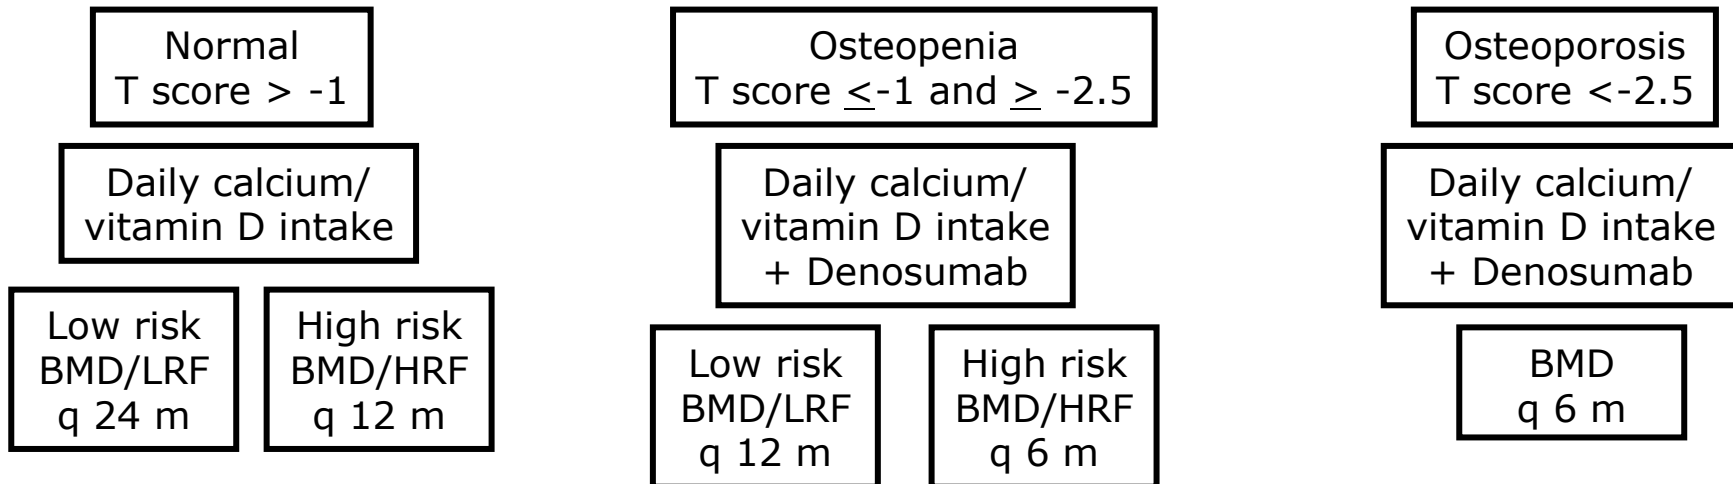 Normal
T score > -1
Daily calcium/
vitamin D intake
Low risk
BMD/LRF
q 24 m
High risk
BMD/HRF
q 12 m
Osteopenia
T score <-1 and > -2.5
Daily calcium/
vitamin D intake
+ Denosumab
Low risk
BMD/LRF
q 12 m
High risk
BMD/HRF
q 6 m
Osteoporosis
T score <-2.5
Daily calcium/
vitamin D intake
+ Denosumab
BMD
q 6 m